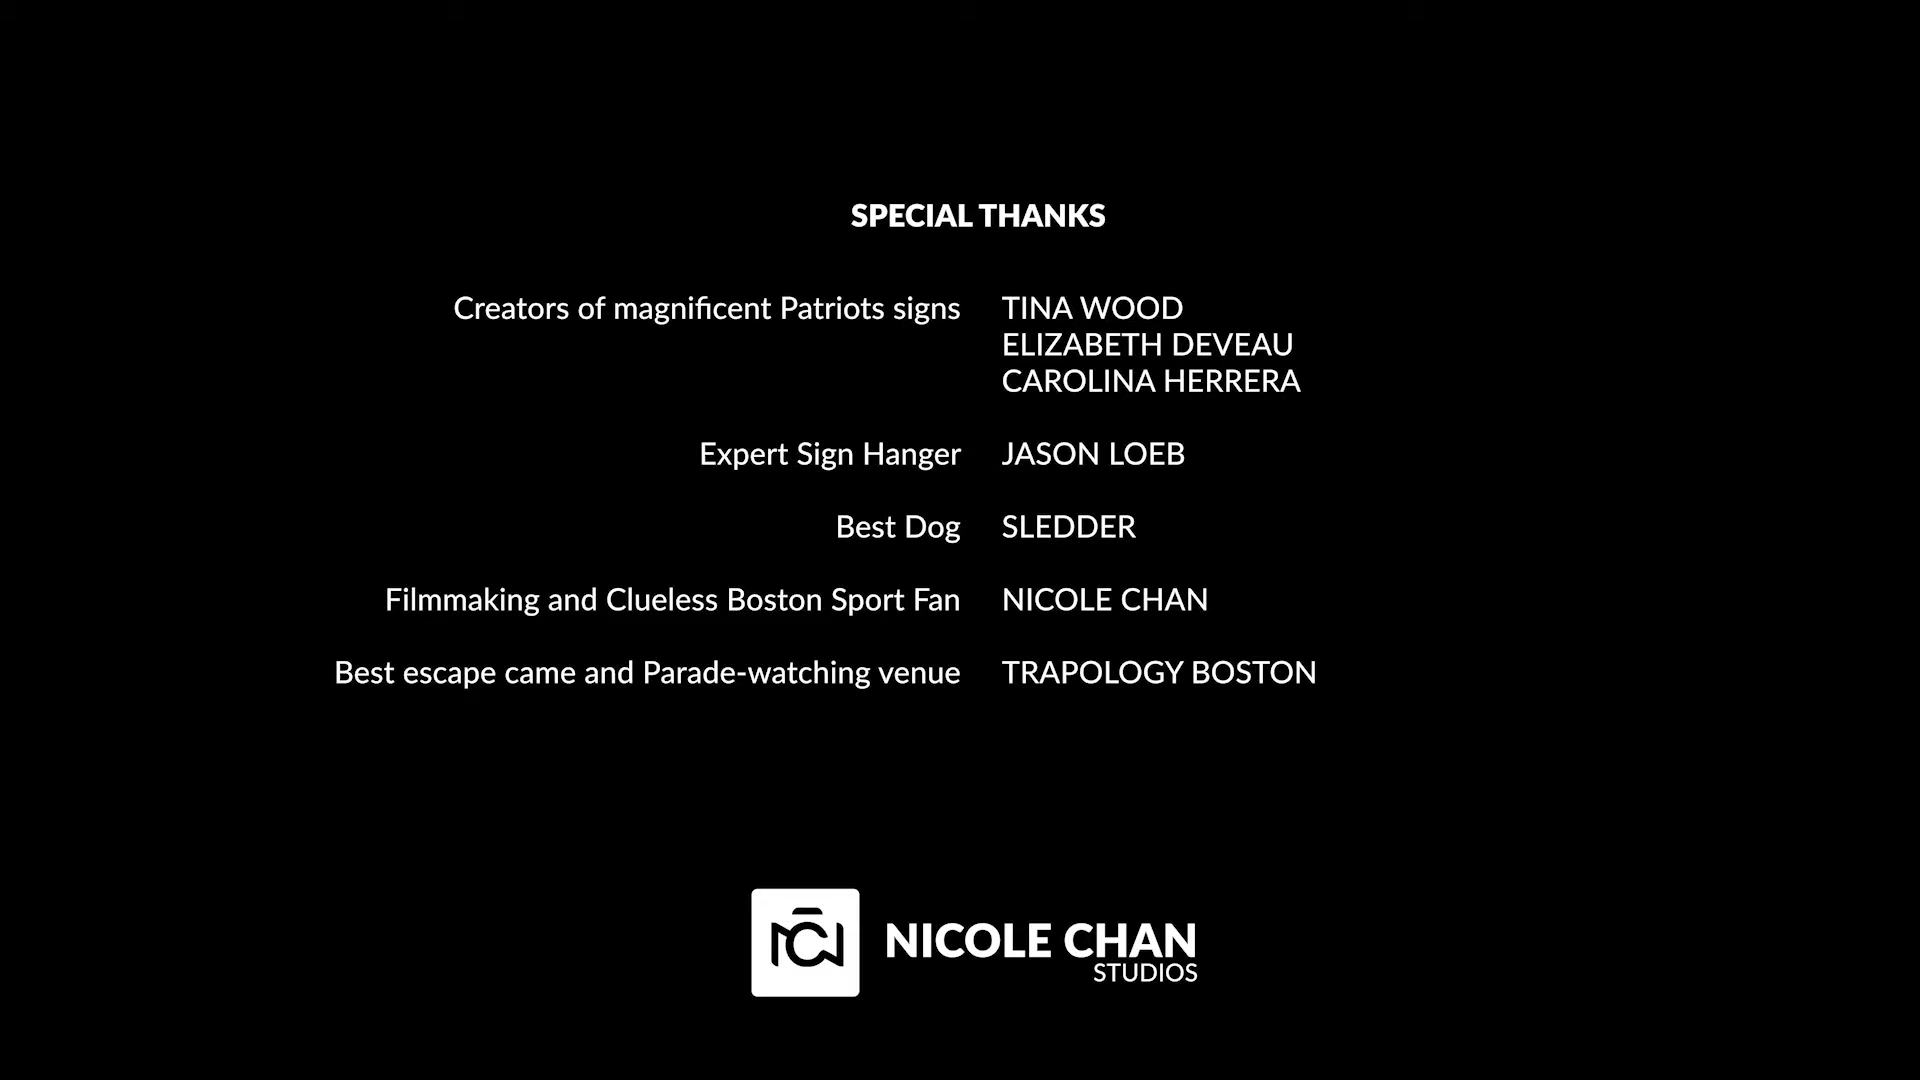 SPECIAL THANKS
Creators of magnificent Patriots signs TINA WOOD
ELIZABETH DEVEAU
CAROLINA HERRERA
Expert Sign Hanger JASON LOEB
Best Dog SLEDDER
Filmmaking and Clueless Boston Sport Fan NICOLE CHAN
Best escape came and Parade-watching venue TRAPOLOGY BOSTON
NICOLE CHAN
STUDIOS